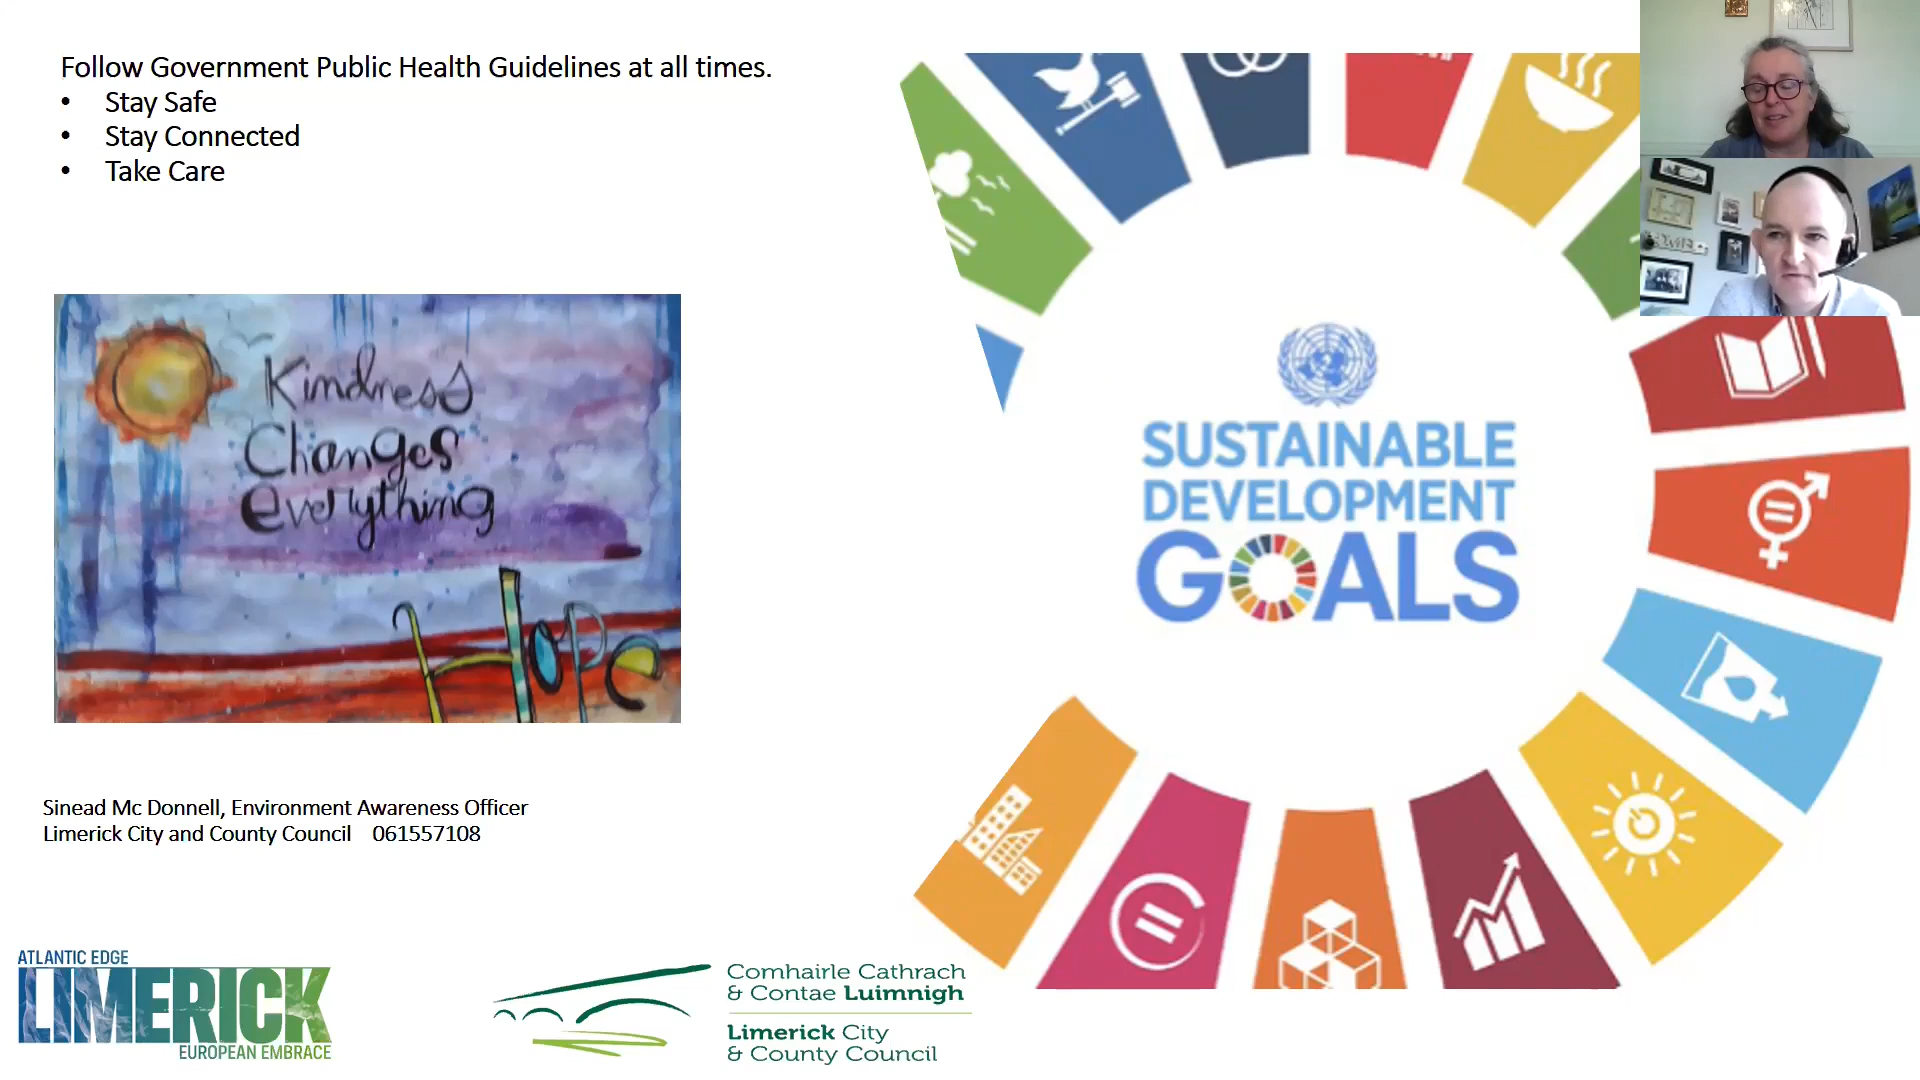 Follow Government Public Health Guidelines at all times.
• Stay Safe
• Stay Connected
• Take Care
Kindness
Changes
everything
Hope
Sinead Mc Donnell, Environment Awareness Officer
Limerick City and County Council 061557108
SUSTAINABLE
DEVELOPMENT
GOALS
ATLANTIC EDGE
LIMERICK
EUROPEAN EMBRACE
Comhairle Cathrach
& Contae Luimnigh
Limerick City
& County Council